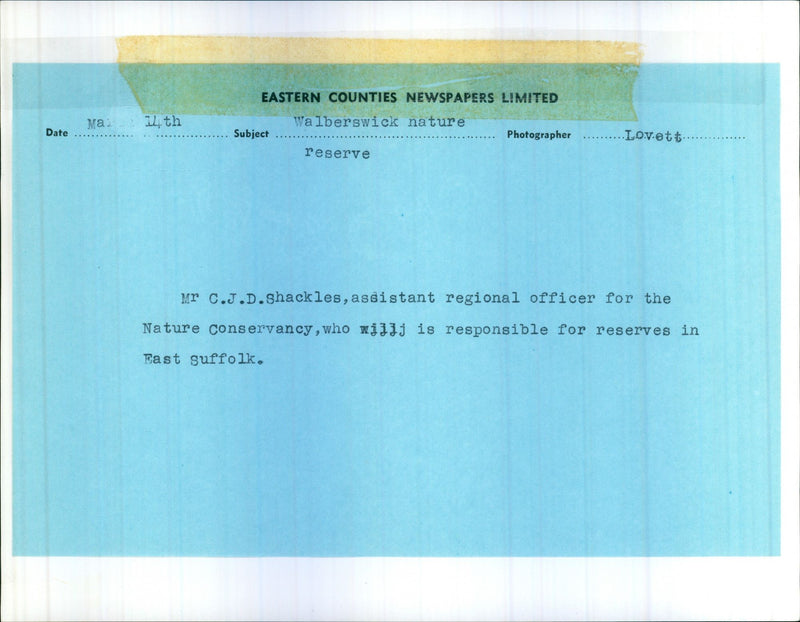 EASTERN COUNTIES NEWSPAPERS LIMITED
Date 14th Subject Walberswick nature Photographer Lovett
reserve
Mr C.J.D.Shackles,assistant regional officer for the
Nature Conservancy,who is responsible for reserves in
East Suffolk.